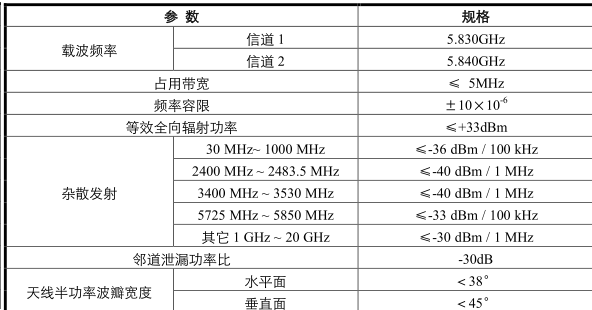 参 数 规格
载波频率 信道 1 5.830GHz
信道 2 5.840GHz
占用带宽 ≤ 5MHz
频率容限 ±10×10-6
等效全向辐射功率 ≤+33dBm
杂散发射 30 MHz~ 1000 MHz ≤-36 dBm / 100 kHz
2400 MHz ~ 2483.5 MHz ≤-40 dBm / 1 MHz
3400 MHz ~ 3530 MHz ≤-40 dBm / 1 MHz
5725 MHz ~ 5850 MHz ≤-33 dBm / 100 kHz
其它 1 GHz ~ 20 GHz ≤-30 dBm / 1 MHz
邻道泄漏功率比 -30dB
天线半功率波瓣宽度 水平面 < 38°
垂直面 < 45°